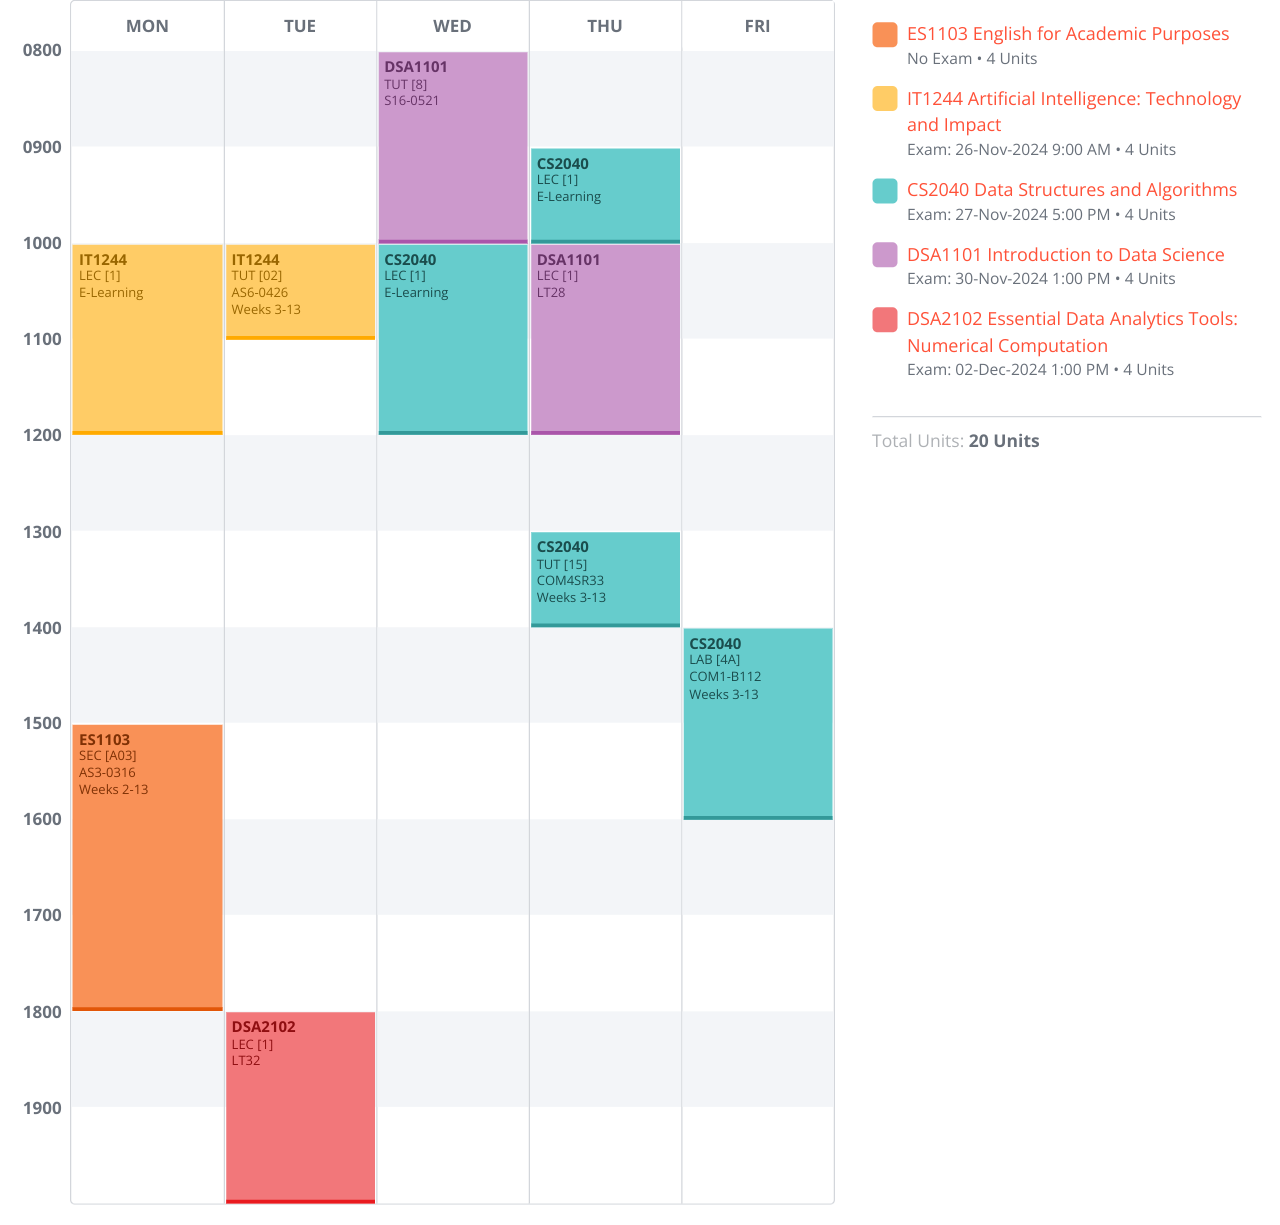 MON
TUE
WED
THU
FRI
0800
0900
1000
1100
1200
1300
1400
1500
1600
1700
1800
1900
IT1244
LEC [1]
E-Learning
ES1103
SEC [A03]
AS3-0316
Weeks 2-13
IT1244
TUT [02]
AS6-0426
Weeks 3-13
DSA2102
LEC [1]
LT32
DSA1101
TUT [8]
S16-0521
CS2040
LEC [1]
E-Learning
CS2040
LEC [1]
E-Learning
DSA1101
LEC [1]
LT28
CS2040
TUT [15]
COM4SR33
Weeks 3-13
CS2040
LAB [4A]
COM1-B112
Weeks 3-13
ES1103 English for Academic Purposes
No Exam • 4 Units
IT1244 Artificial Intelligence: Technology
and Impact
Exam: 26-Nov-2024 9:00 AM • 4 Units
CS2040 Data Structures and Algorithms
Exam: 27-Nov-2024 5:00 PM • 4 Units
DSA1101 Introduction to Data Science
Exam: 30-Nov-2024 1:00 PM • 4 Units
DSA2102 Essential Data Analytics Tools:
Numerical Computation
Exam: 02-Dec-2024 1:00 PM • 4 Units
Total Units: 20 Units